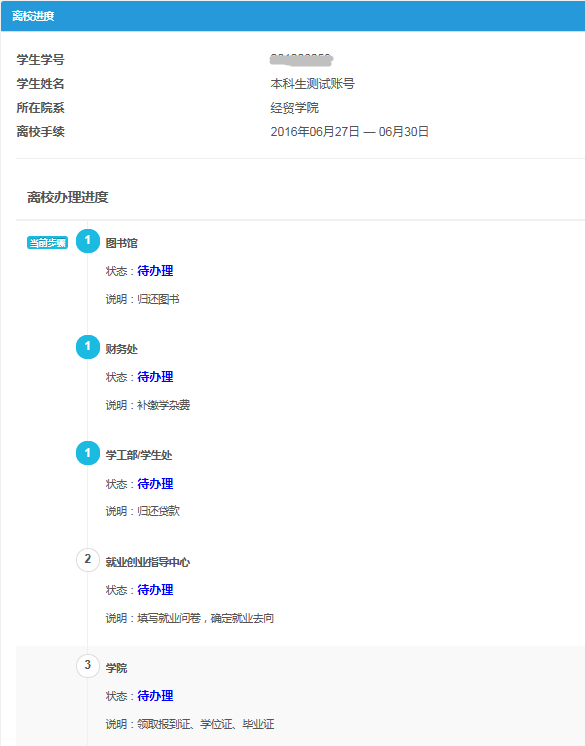 离校进度
学生学号
学生姓名 本科生测试账号
所在院系 经贸学院
离校手续 2016年06月27日 — 06月30日
离校办理进度
当前步骤 1 图书馆
状态：待办理
说明：归还图书
1 财务处
状态：待办理
说明：补缴学杂费
1 学工部/学生处
状态：待办理
说明：归还贷款
2 就业创业指导中心
状态：待办理
说明：填写就业问卷，确定就业去向
3 学院
状态：待办理
说明：领取报到证、学位证、毕业证